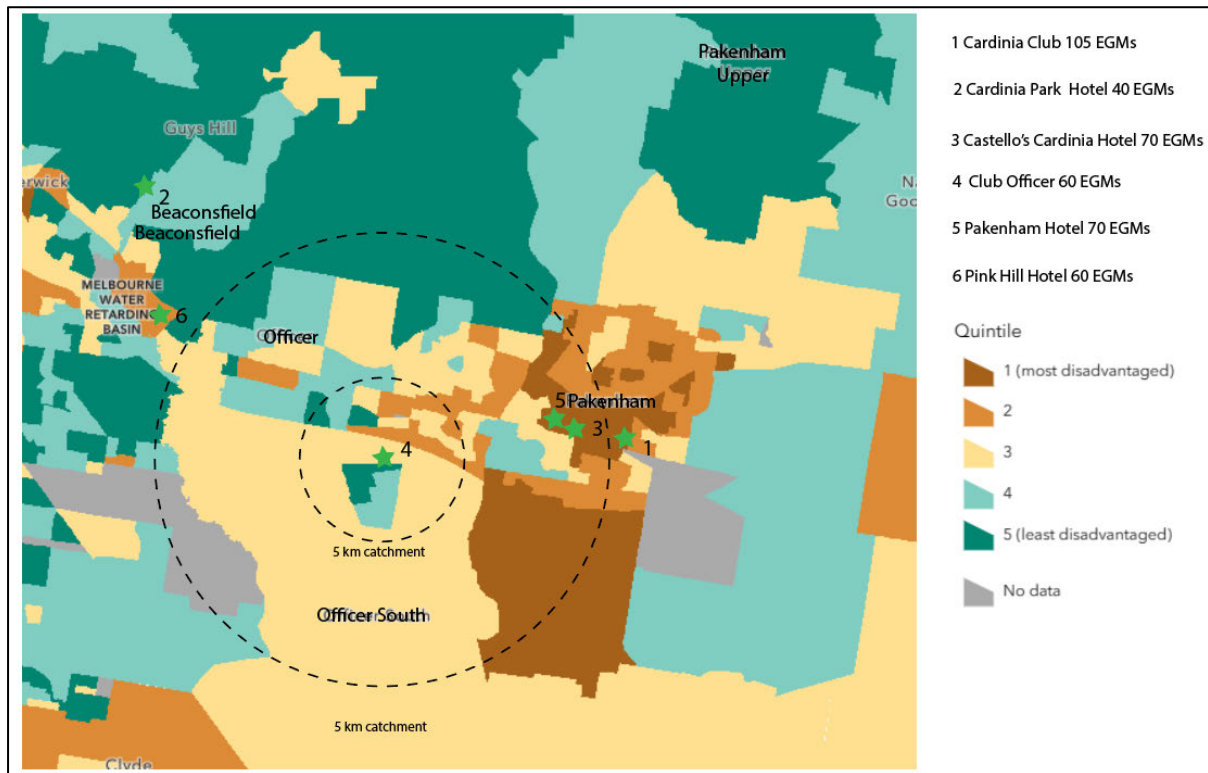 Pakenham
Upper
Guys Hill
erwick
2
Beaconsfield
Beaconsfield
MELBOURNE
WATER
RETARDING
BASIN
6
Officer
5
Pakenham
3
1
4
5 km catchment
Officer South
5 km catchment
Clyde
Na
Goo
1 Cardinia Club 105 EGMs
2 Cardinia Park Hotel 40 EGMs
3 Castello's Cardinia Hotel 70 EGMs
4 Club Officer 60 EGMs
5 Pakenham Hotel 70 EGMs
6 Pink Hill Hotel 60 EGMs
Quintile
1 (most disadvantaged)
2
3
4
5 (least disadvantaged)
No data